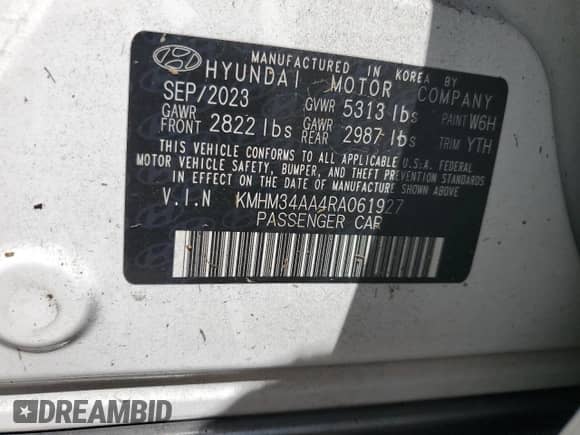 MANUFACTURED IN KOREA BY
HYUNDAI MOTOR COMPANY
SEP/2023 GVWR 5313 lbs PAINT W6H
GAWR FRONT 2822 lbs GAWR REAR 2987 lbs TRIM YTH
THIS VEHICLE CONFORMS TO ALL APPLICABLE U.S.A. FEDERAL
MOTOR VEHICLE SAFETY, BUMPER, AND THEFT PREVENTION STANDARDS
IN EFFECT ON THE DATE OF MANUFACTURE SHOWN ABOVE
V.I.N KMHM34AA4RA061927
PASSENGER CAR
DREAMBID